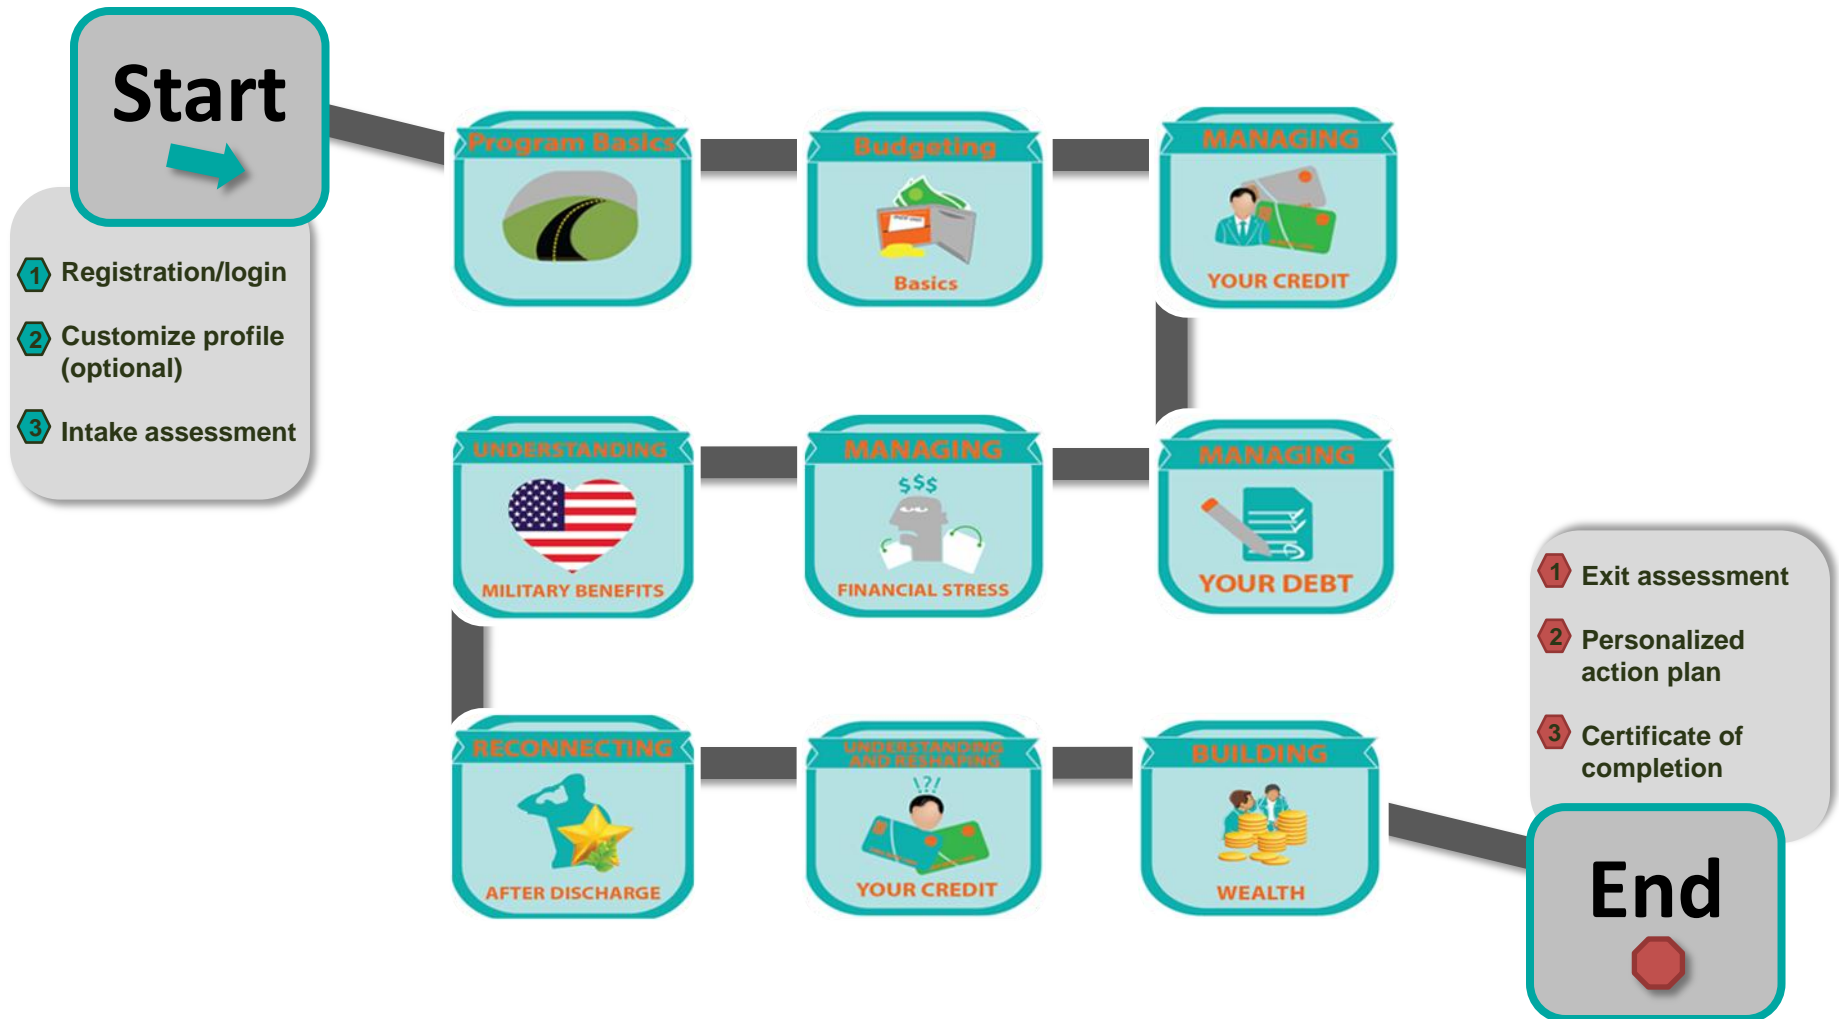 Start
1 Registration/login
2 Customize profile
(optional)
3 Intake assessment
Program Basics
Budgeting
Basics
MANAGING
YOUR CREDIT
MANAGING
YOUR DEBT
MANAGING
$$$
FINANCIAL STRESS
UNDERSTANDING
MILITARY BENEFITS
RECONNECTING
AFTER DISCHARGE
UNDERSTANDING
AND RESHAPING
!?!
YOUR CREDIT
BUILDING
WEALTH
1 Exit assessment
2 Personalized
action plan
3 Certificate of
completion
End